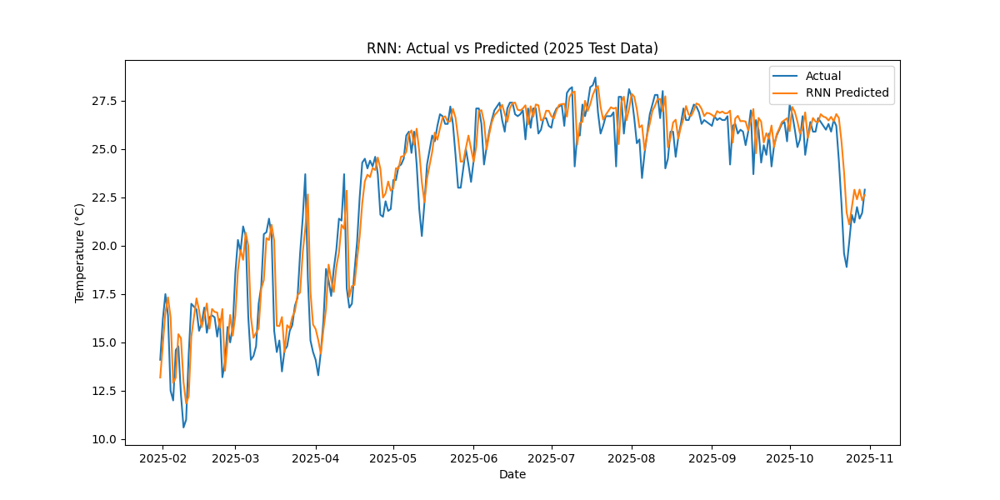 RNN: Actual vs Predicted (2025 Test Data)
Actual
RNN Predicted
Temperature (°C)
27.5
25.0
22.5
20.0
17.5
15.0
12.5
10.0
2025-02 2025-03 2025-04 2025-05 2025-06 2025-07 2025-08 2025-09 2025-10 2025-11
Date